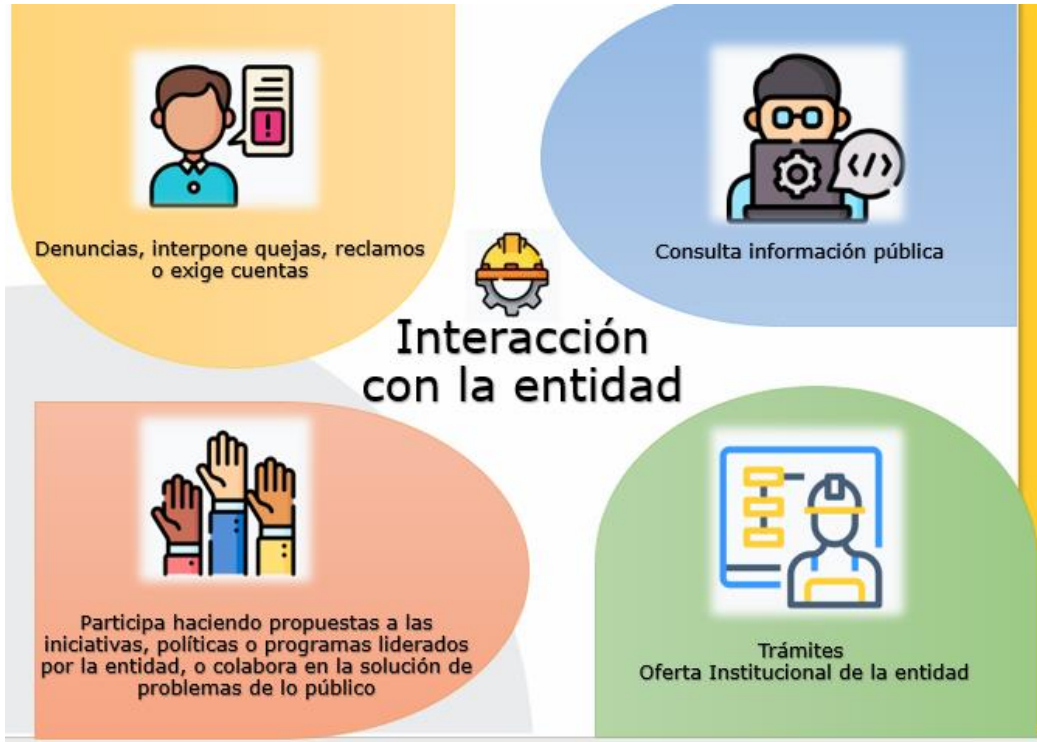 Denuncias, interpone quejas, reclamos
o exige cuentas
Consulta información pública
Interacción
con la entidad
Participa haciendo propuestas a las
iniciativas, políticas o programas liderados
por la entidad, o colabora en la solución de
problemas de lo público
Trámites
Oferta Institucional de la entidad